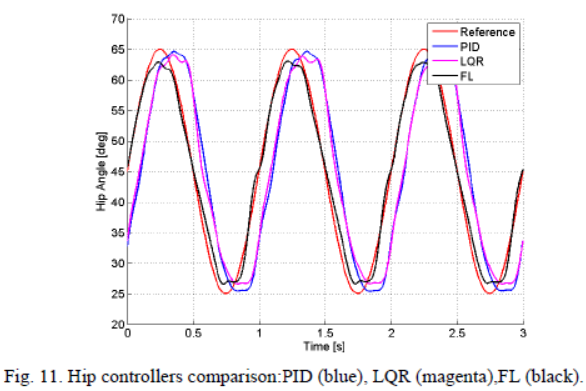 70
65
60
55
50
45
40
35
30
25
20
Hip Angle [deg]
Reference
PID
LQR
FL
0 0.5 1 1.5 2 2.5 3
Time [s]
Fig. 11. Hip controllers comparison:PID (blue), LQR (magenta),FL (black).